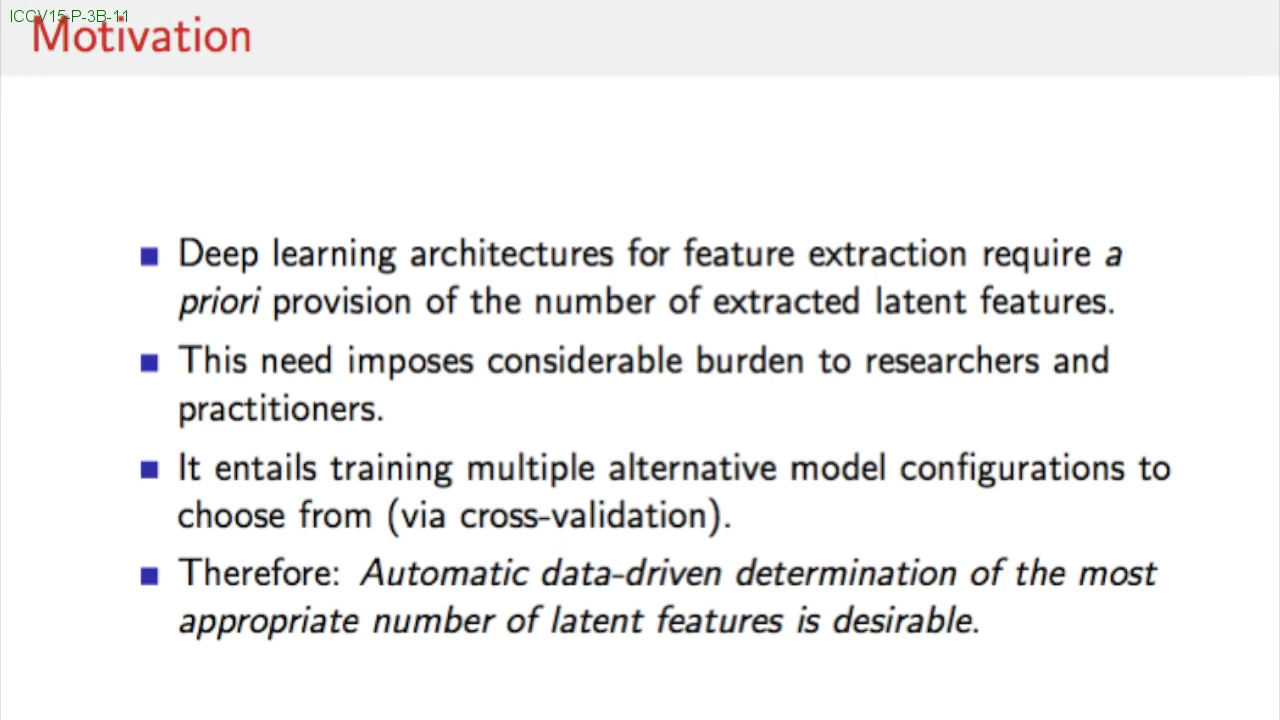 ICCV15-P-3B-11
Motivation
Deep learning architectures for feature extraction require a
priori provision of the number of extracted latent features.
This need imposes considerable burden to researchers and
practitioners.
It entails training multiple alternative model configurations to
choose from (via cross-validation).
Therefore: Automatic data-driven determination of the most
appropriate number of latent features is desirable.